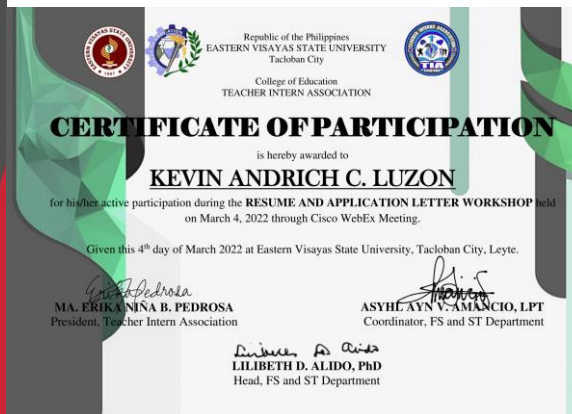 Republic of the Philippines
EASTERN VISAYAS STATE UNIVERSITY
Tacloban City
College of Education
TEACHER INTERN ASSOCIATION
CERTIFICATE OF PARTICIPATION
is hereby awarded to
KEVIN ANDRICH C. LUZON
for his/her active participation during the RESUME AND APPLICATION LETTER WORKSHOP held
on March 4, 2022 through Cisco WebEx Meeting.
Given this 4th day of March 2022 at Eastern Visayas State University, Tacloban City, Leyte.
MA. ERIKA NIÑA B. PEDROSA
President, Teacher Intern Association
ASYHL AYN V. AMANCIO, LPT
Coordinator, FS and ST Department
LILIBETH D. ALIDO, PhD
Head, FS and ST Department